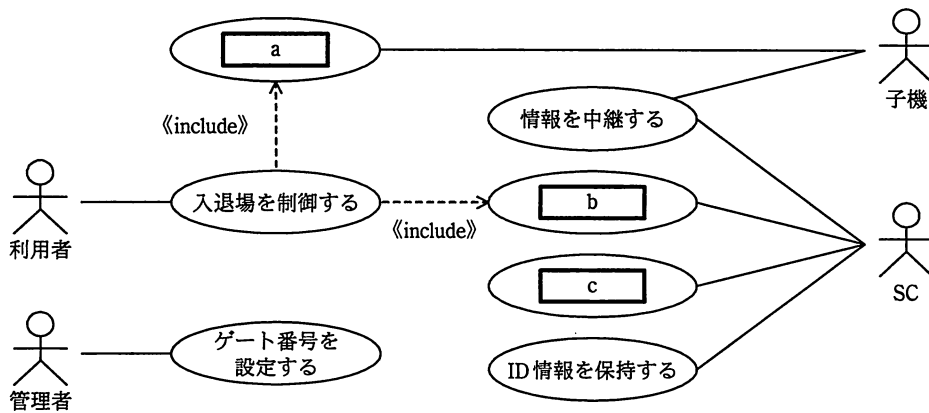 a
子機
《include》
情報を中継する
入退場を制御する
b
《include》
利用者
c
SC
ゲート番号を
設定する
ID情報を保持する
管理者